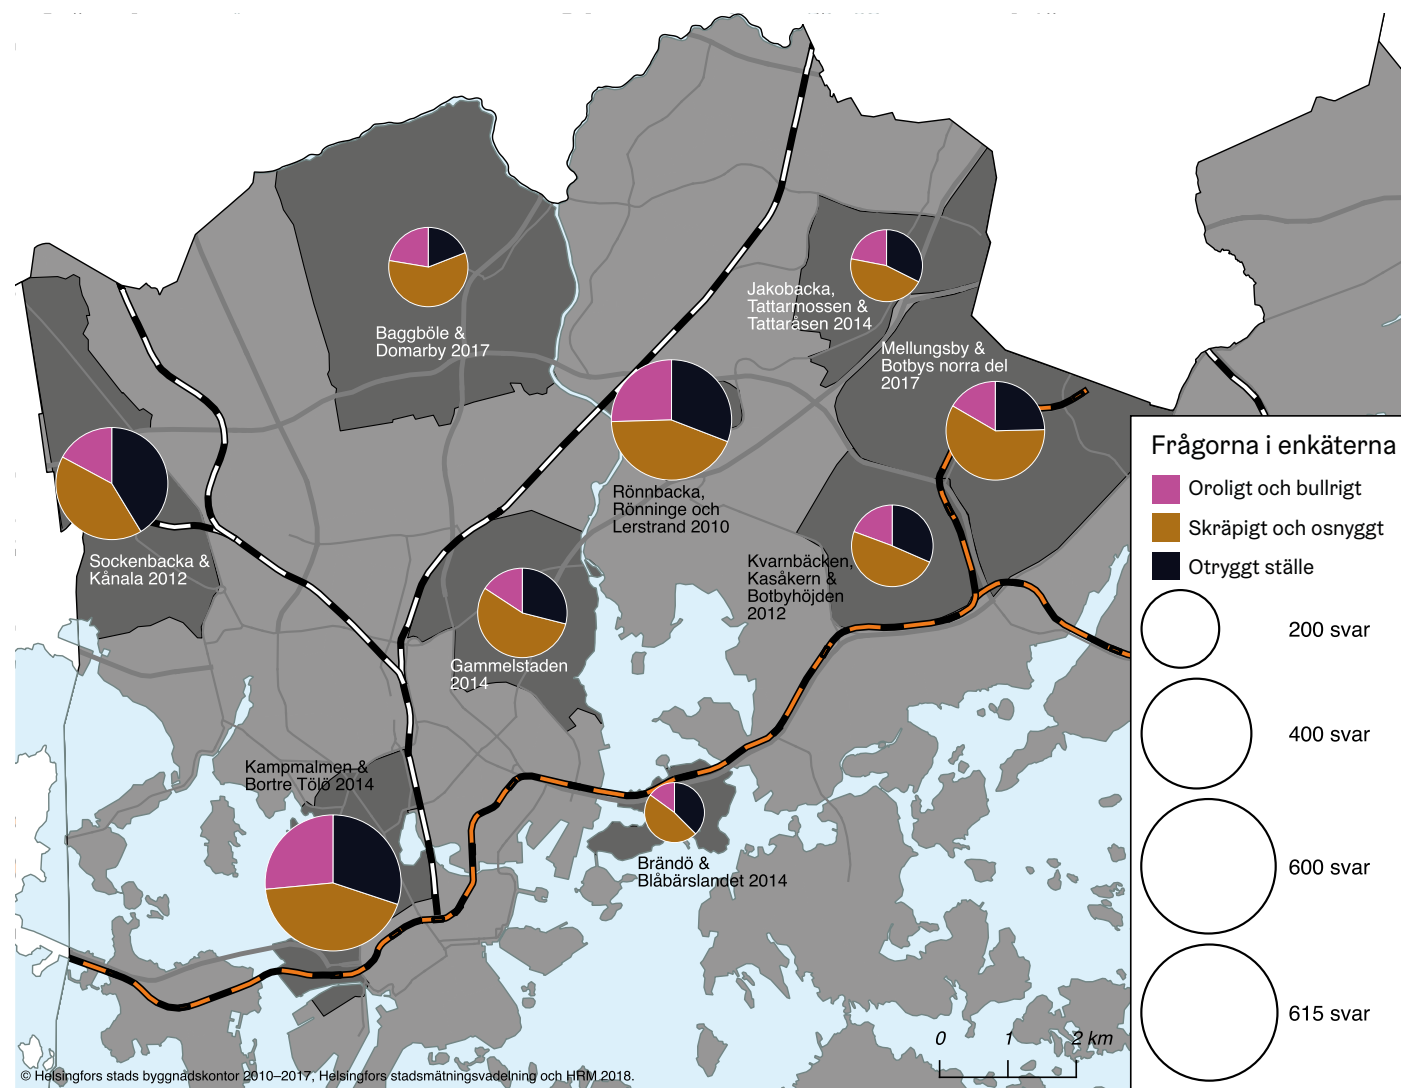 Baggböle &
Domarby 2017
Jakobacka,
Tattarmossen &
Tattaråsen 2014
Mellungsby &
Botbys norra del
2017
Rönnbacka,
Rönninge och
Lerstrand 2010
Sockenbacka &
Kånala 2012
Kvarnbäcken,
Kasåkern &
Botbyhöjden
2012
Gammelstaden
2014
Kampmalmen &
Bortre Tölö 2014
Brändö &
Blåbärslandet 2014
Frågorna i enkäterna
Oroligt och bullrigt
Skräpigt och osnyggt
Otryggt ställe
200 svar
400 svar
600 svar
615 svar
0 1 2 km
© Helsingfors stads byggnadskontor 2010–2017, Helsingfors stadsmätningsvadelning och HRM 2018.